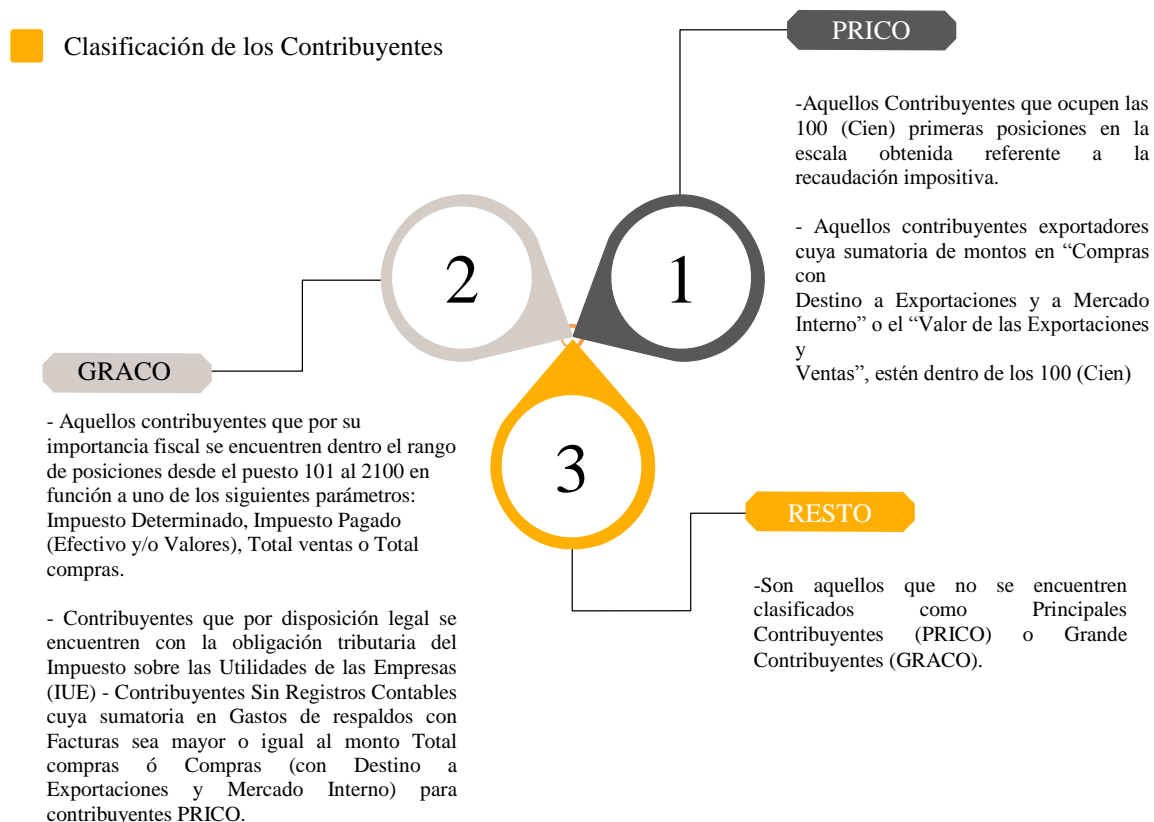 Clasificación de los Contribuyentes
PRICO
-Aquellos Contribuyentes que ocupen las
100 (Cien) primeras posiciones en la
escala obtenida referente a la
recaudación impositiva.
- Aquellos contribuyentes exportadores
cuya sumatoria de montos en “Compras
con
Destino a Exportaciones y a Mercado
Interno” o el “Valor de las Exportaciones
y
Ventas”, estén dentro de los 100 (Cien)
2
1
GRACO
- Aquellos contribuyentes que por su
importancia fiscal se encuentren dentro el rango
de posiciones desde el puesto 101 al 2100 en
función a uno de los siguientes parámetros:
Impuesto Determinado, Impuesto Pagado
(Efectivo y/o Valores), Total ventas o Total
compras.
- Contribuyentes que por disposición legal se
encuentren con la obligación tributaria del
Impuesto sobre las Utilidades de las Empresas
(IUE) - Contribuyentes Sin Registros Contables
cuya sumatoria en Gastos de respaldos con
Facturas sea mayor o igual al monto Total
compras ó Compras (con Destino a
Exportaciones y Mercado Interno) para
contribuyentes PRICO.
3
RESTO
-Son aquellos que no se encuentren
clasificados como Principales
Contribuyentes (PRICO) o Grande
Contribuyentes (GRACO).